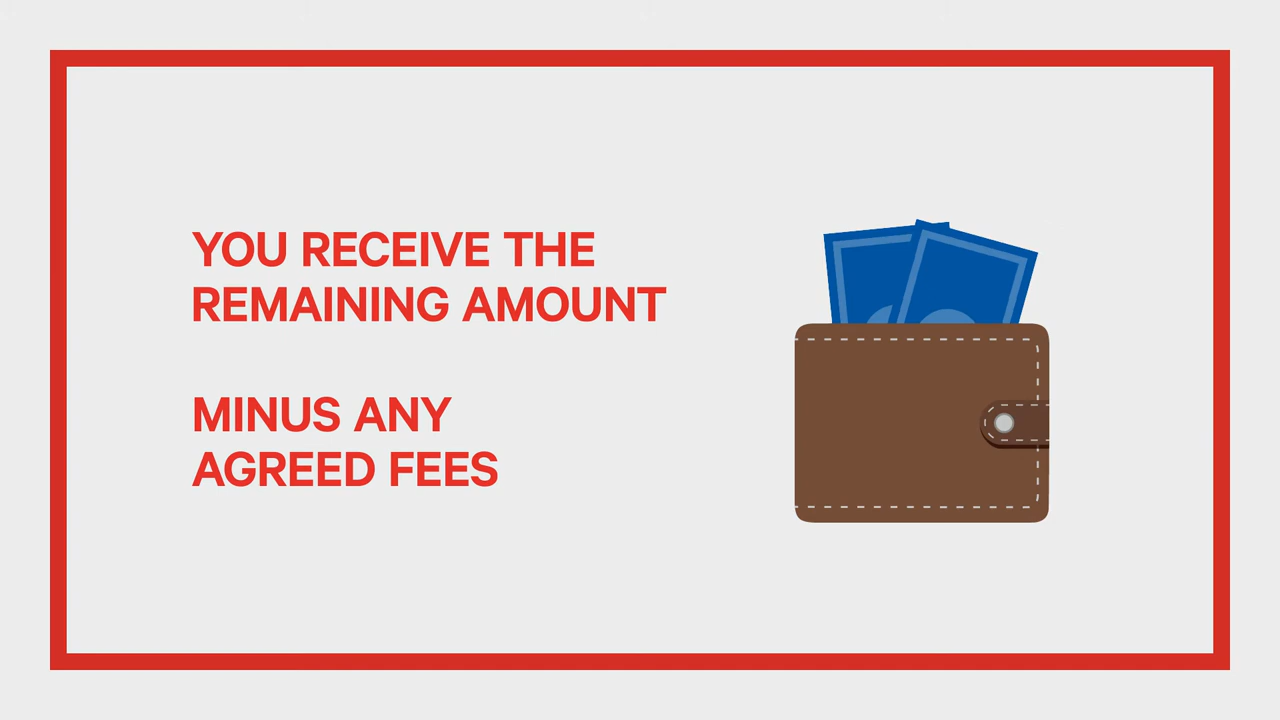 YOU RECEIVE THE
REMAINING AMOUNT
MINUS ANY
AGREED FEES